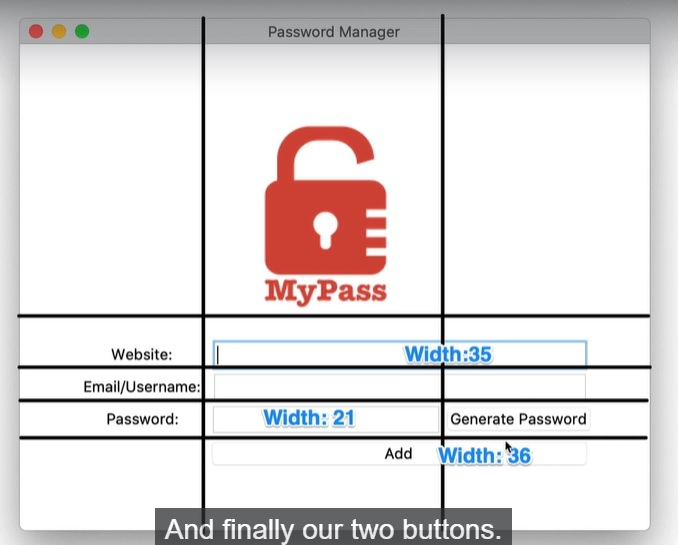 Password Manager
MyPass
Website:
Width:35
Email/Username:
Password:
Width: 21
Generate Password
Add
Width: 36
And finally our two buttons.